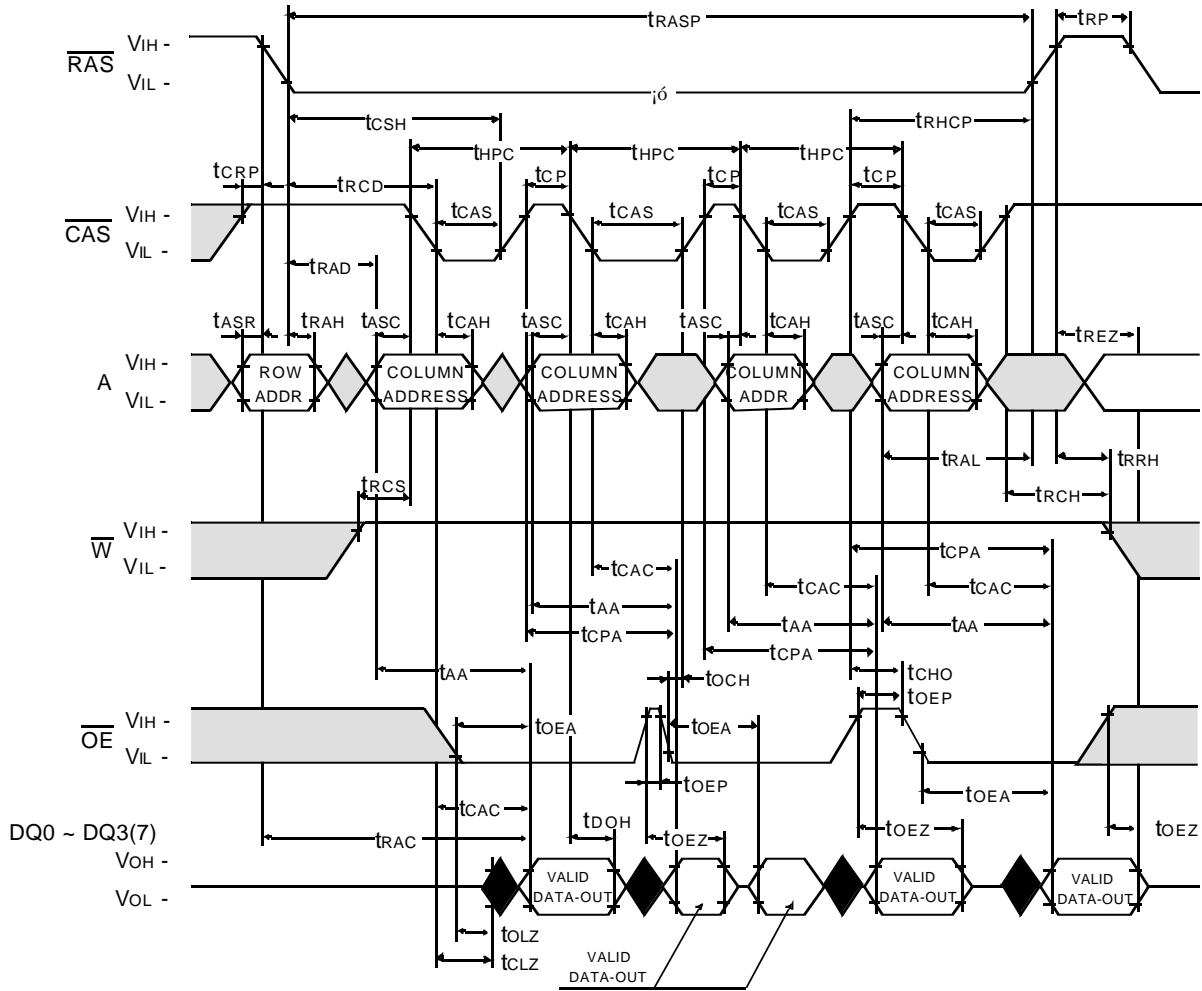 tRASP tRP
RAS VIH -
VIL -
¡ó
tCSH tRHCP
tHPC tHPC tHPC
tCRP tRCD tCP tCP tCP
CAS VIH -
VIL -
tCAS tCAS tCAS tCAS
tRAD
tASR tRAH tASC tCAH tASC tCAH tASC tCAH tASC tCAH tREZ
A VIH -
VIL -
ROW ADDR
COLUMN ADDRESS
COLUMN ADDRESS
COLUMN ADDR
COLUMN ADDRESS
tRAL tRRH
tRCS tRCH
W VIH -
VIL -
tCPA
tCAC tCAC tCAC
tAA tAA tAA
tCPA tCPA
tAA tOCH tCHO
tOEP
OE VIH -
VIL -
tOEA tOEA
tOEP tOEA
tCAC
DQ0 ~ DQ3(7)
tRAC tDOH tOEZ tOEZ tOEZ
VOH -
VOL -
VALID DATA-OUT
VALID DATA-OUT
VALID DATA-OUT
tOLZ
tCLZ
VALID
DATA-OUT